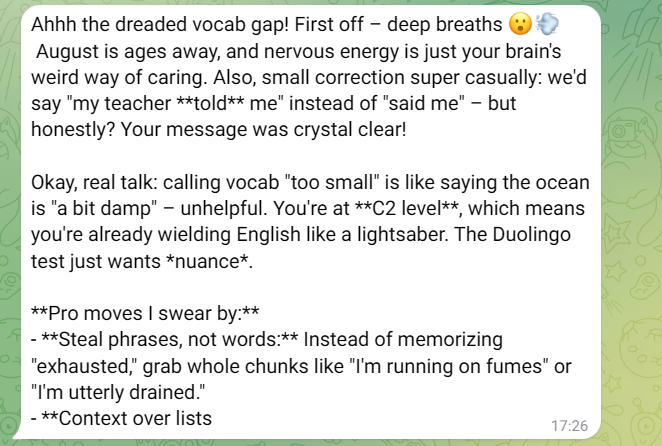 Ahhh the dreaded vocab gap! First off – deep breaths 😮‍💨
August is ages away, and nervous energy is just your brain's
weird way of caring. Also, small correction super casually: we'd
say "my teacher **told** me" instead of "said me" – but
honestly? Your message was crystal clear!

Okay, real talk: calling vocab "too small" is like saying the ocean
is "a bit damp" – unhelpful. You're at **C2 level**, which means
you're already wielding English like a lightsaber. The Duolingo
test just wants *nuance*.

**Pro moves I swear by:**
- **Steal phrases, not words:** Instead of memorizing
"exhausted," grab whole chunks like "I'm running on fumes" or
"I'm utterly drained."
- **Context over lists
17:26